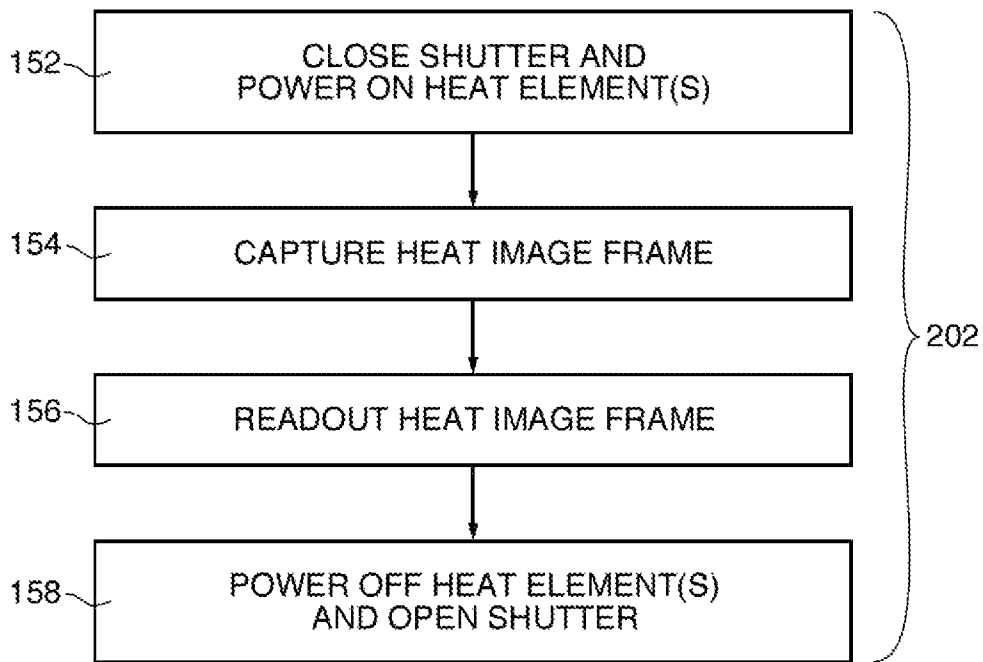 152
CLOSE SHUTTER AND
POWER ON HEAT ELEMENT(S)
154
CAPTURE HEAT IMAGE FRAME
202
156
READOUT HEAT IMAGE FRAME
158
POWER OFF HEAT ELEMENT(S)
AND OPEN SHUTTER